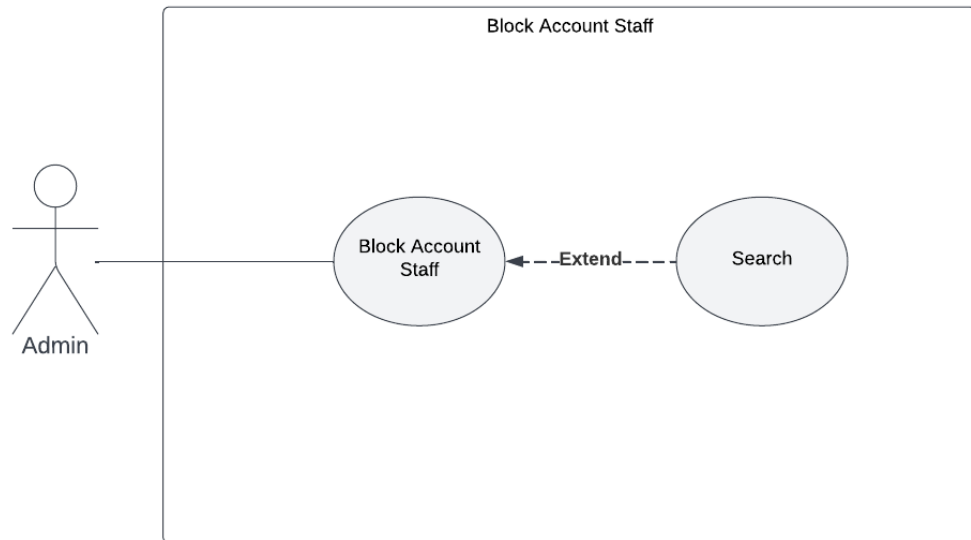 Block Account Staff
Block Account
Staff
Extend
Search
Admin